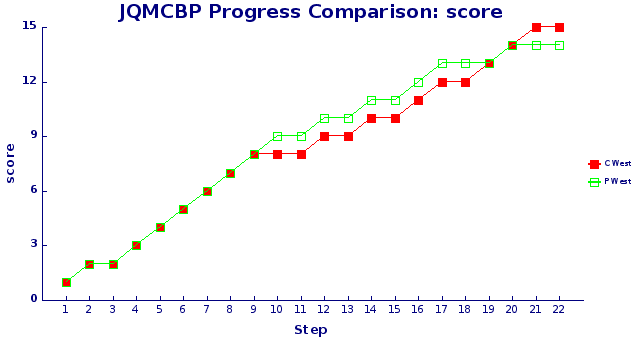 JQMCBP Progress Comparison: score
15
12
9
6
3
0
score
1 2 3 4 5 6 7 8 9 10 11 12 13 14 15 16 17 18 19 20 21 22
Step
C West
P West